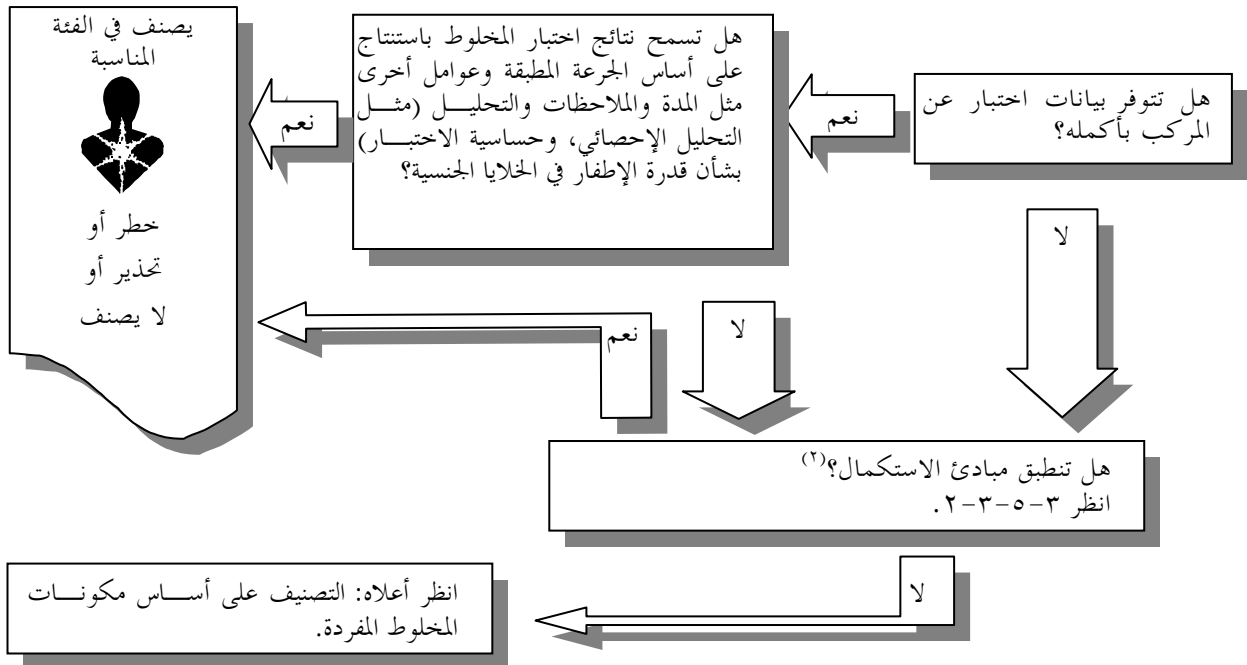 هل تتوفر بيانات اختبار عن
المركب بأكمله؟
نعم
هل تسمح نتائج اختبار المخلوط باستنتاج
على أساس الجرعة المطبقة وعوامل أخرى
مثل المدة والملاحظات والتحليل (مثل
التحليل الإحصائي، وحساسية الاختبار)
بشأن قدرة الإطفار في الخلايا الجنسية؟
نعم
يصنف في الفئة
المناسبة
خطر أو
تحذير أو
لا يصنف
لا
لا
نعم
هل تنطبق مبادئ الاستكمال؟(٢)
انظر ٣-٥-٣-٢.
لا
انظر أعلاه: التصنيف على أساس مكونات
المخلوط المفردة.